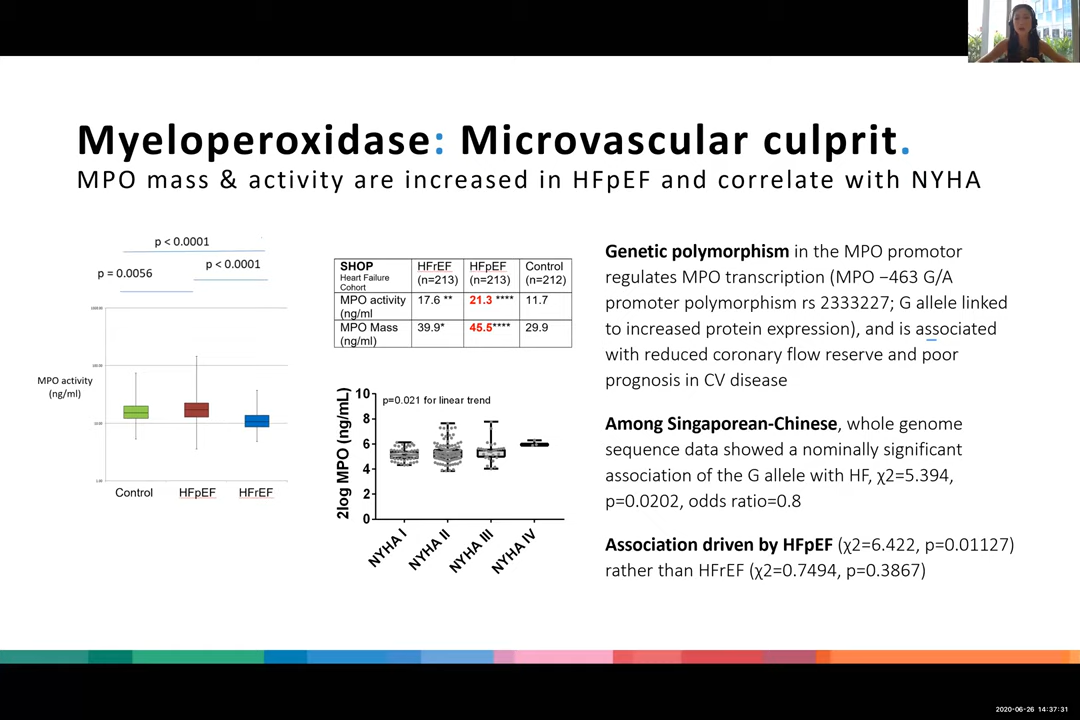 Myeloperoxidase: Microvascular culprit.
MPO mass & activity are increased in HFpEF and correlate with NYHA
p < 0.0001
p = 0.0056
p < 0.0001
1000.00
100.00
MPO activity
(ng/ml)
10.00
1.00
Control
HFpEF
HFrEF
SHOP
Heart Failure
Cohort
HFrEF
(n=213)
HFpEF
(n=213)
Control
(n=212)
MPO activity
(ng/ml
17.6 **
21.3 ****
11.7
MPO Mass
(ng/ml)
39.9*
45.5****
29.9
2log MPO (ng/mL)
p=0.021 for linear trend
10
8
6
4
2
0
NYHA I
NYHA II
NYHA III
NYHA IV
Genetic polymorphism in the MPO promotor
regulates MPO transcription (MPO −463 G/A
promoter polymorphism rs 2333227; G allele linked
to increased protein expression), and is associated
with reduced coronary flow reserve and poor
prognosis in CV disease
Among Singaporean-Chinese, whole genome
sequence data showed a nominally significant
association of the G allele with HF, χ2=5.394,
p=0.0202, odds ratio=0.8
Association driven by HFpEF (χ2=6.422, p=0.01127)
rather than HFrEF (χ2=0.7494, p=0.3867)
2020-06-26 14:37:31